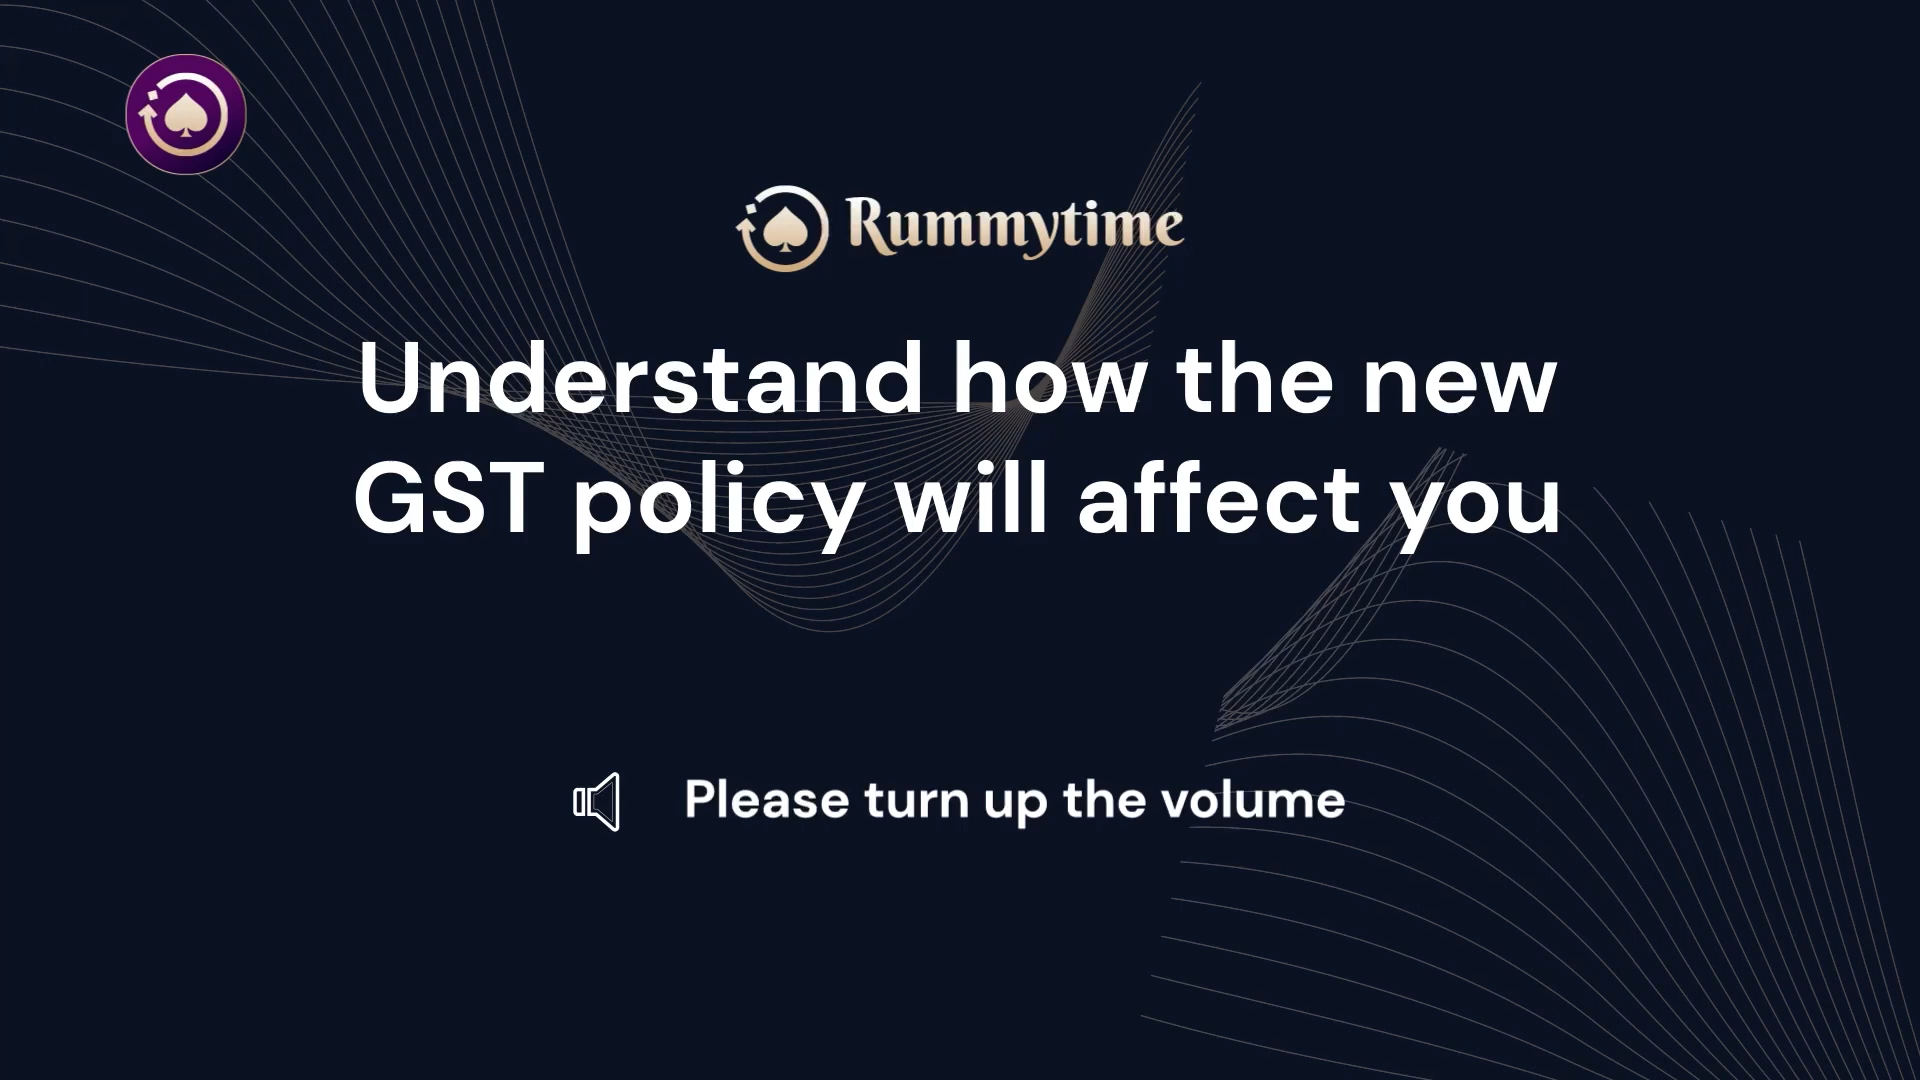 Rummytime
Understand how the new
GST policy will affect you
Please turn up the volume